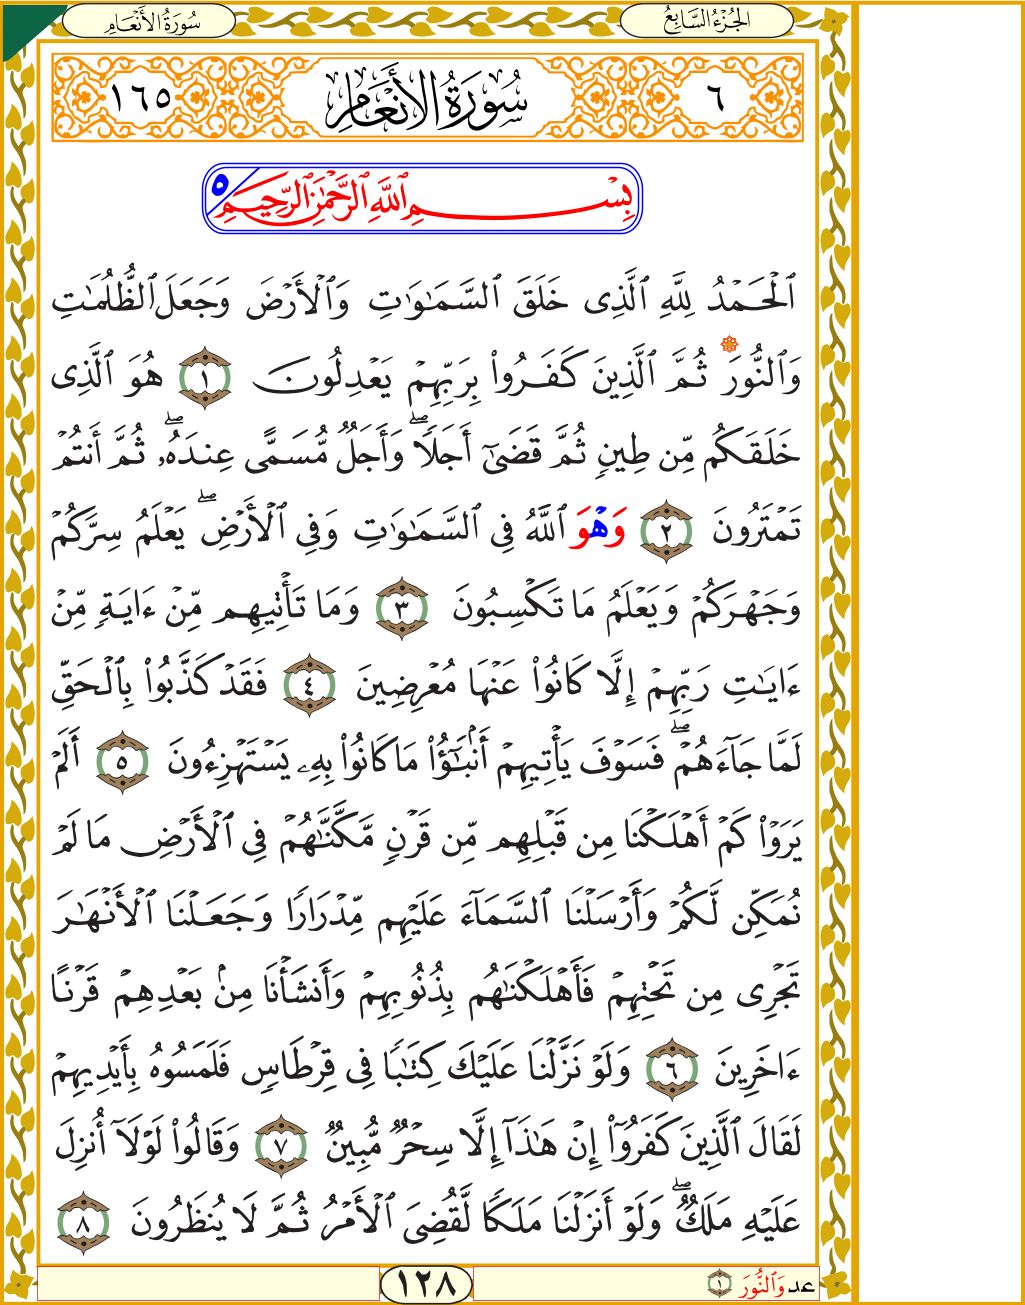 الجُزْءُ السَّابِعُ
سُورَةُ الأَنْعَامِ
٦
سُورَةُ الأَنْعَامِ
١٦٥
بِسْمِ ٱللَّهِ ٱلرَّحْمَٰنِ ٱلرَّحِيمِ ٥
ٱلْحَمْدُ لِلَّهِ ٱلَّذِى خَلَقَ ٱلسَّمَٰوَٰتِ وَٱلْأَرْضَ وَجَعَلَ ٱلظُّلُمَٰتِ
وَٱلنُّورَ ثُمَّ ٱلَّذِينَ كَفَرُوا۟ بِرَبِّهِمْ يَعْدِلُونَ ١ هُوَ ٱلَّذِى
خَلَقَكُم مِّن طِينٍ ثُمَّ قَضَىٰٓ أَجَلًا ۖ وَأَجَلٌ مُّسَمًّى عِندَهُۥ ۖ ثُمَّ أَنتُمْ
تَمْتَرُونَ ٢ وَهْوَ ٱللَّهُ فِى ٱلسَّمَٰوَٰتِ وَفِى ٱلْأَرْضِ ۖ يَعْلَمُ سِرَّكُمْ
وَجَهْرَكُمْ وَيَعْلَمُ مَا تَكْسِبُونَ ٣ وَمَا تَأْتِيهِم مِّنْ ءَايَةٍ مِّنْ
ءَايَٰتِ رَبِّهِمْ إِلَّا كَانُوا۟ عَنْهَا مُعْرِضِينَ ٤ فَقَدْ كَذَّبُوا۟ بِٱلْحَقِّ
لَمَّا جَآءَهُمْ ۖ فَسَوْفَ يَأْتِيهِمْ أَنۢبَٰٓؤُا۟ مَا كَانُوا۟ بِهِۦ يَسْتَهْزِءُونَ ٥ أَلَمْ
يَرَوْا۟ كَمْ أَهْلَكْنَا مِن قَبْلِهِم مِّن قَرْنٍ مَّكَّنَّٰهُمْ فِى ٱلْأَرْضِ مَا لَمْ
نُمَكِّن لَّكُمْ وَأَرْسَلْنَا ٱلسَّمَآءَ عَلَيْهِم مِّدْرَارًا وَجَعَلْنَا ٱلْأَنْهَٰرَ
تَجْرِى مِن تَحْتِهِمْ فَأَهْلَكْنَٰهُم بِذُنُوبِهِمْ وَأَنشَأْنَا مِنۢ بَعْدِهِمْ قَرْنًا
ءَاخَرِينَ ٦ وَلَوْ نَزَّلْنَا عَلَيْكَ كِتَٰبًا فِى قِرْطَاسٍ فَلَمَسُوهُ بِأَيْدِيهِمْ
لَقَالَ ٱلَّذِينَ كَفَرُوٓا۟ إِنْ هَٰذَآ إِلَّا سِحْرٌ مُّبِينٌ ٧ وَقَالُوا۟ لَوْلَآ أُنزِلَ
عَلَيْهِ مَلَكٌ ۖ وَلَوْ أَنزَلْنَا مَلَكًا لَّقُضِىَ ٱلْأَمْرُ ثُمَّ لَا يُنظَرُونَ ٨
عد وَٱلنُّورَ ١
١٢٨